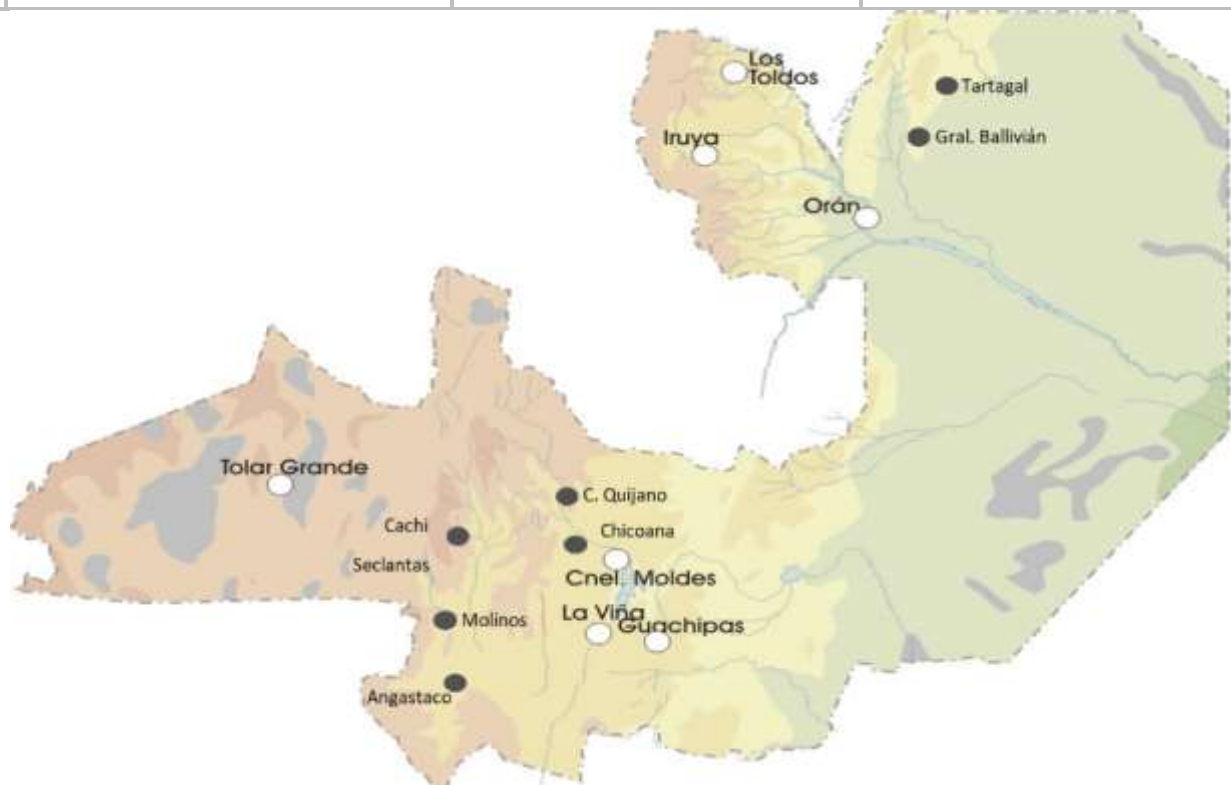 Los
Toldos
Tartagal
Iruya
Gral. Ballivián
Orán
Tolar Grande
C. Quijano
Cachi
Chicoana
Seclantas
Cnel. Moldes
La Viña
Molinos
Guachipas
Angastaco